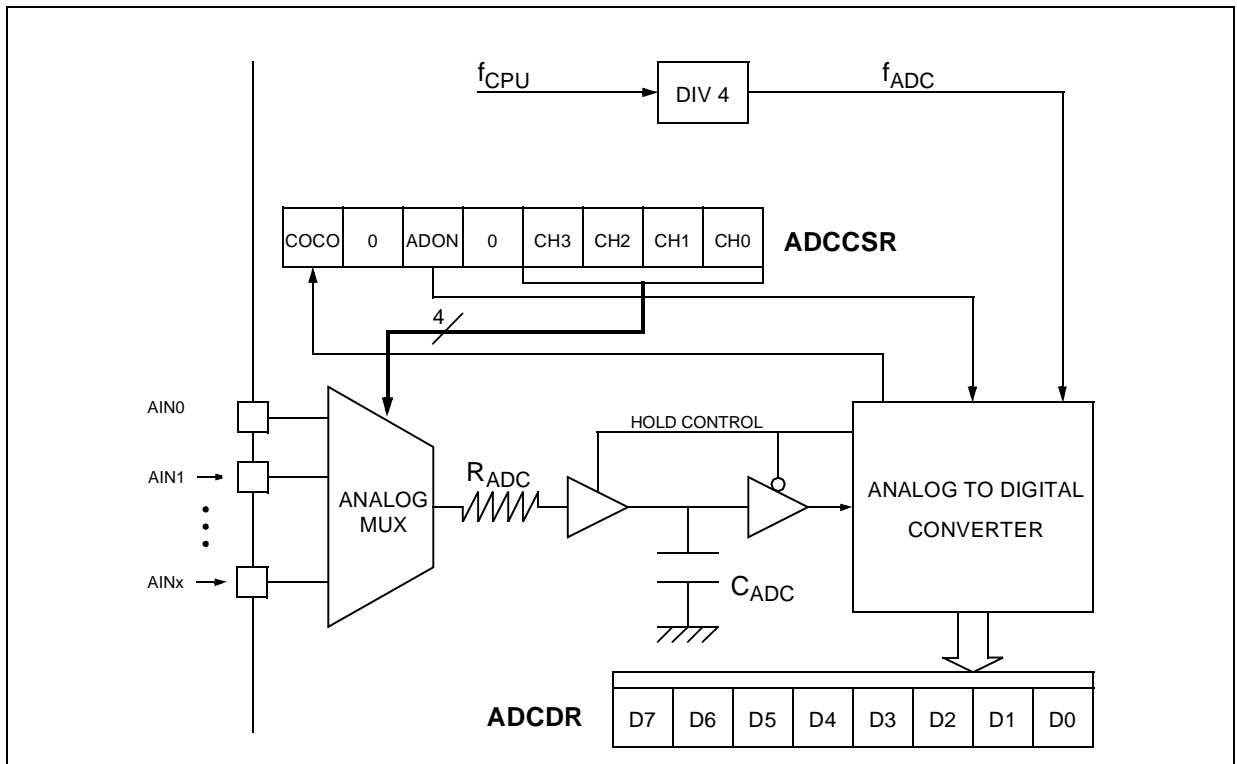 fCPU
DIV 4
fADC
COCO 0 ADON 0 CH3 CH2 CH1 CH0 ADCCSR
4
AIN0
AIN1
AINx
ANALOG
MUX
RADC
HOLD CONTROL
CADC
ANALOG TO DIGITAL
CONVERTER
ADCDR D7 D6 D5 D4 D3 D2 D1 D0